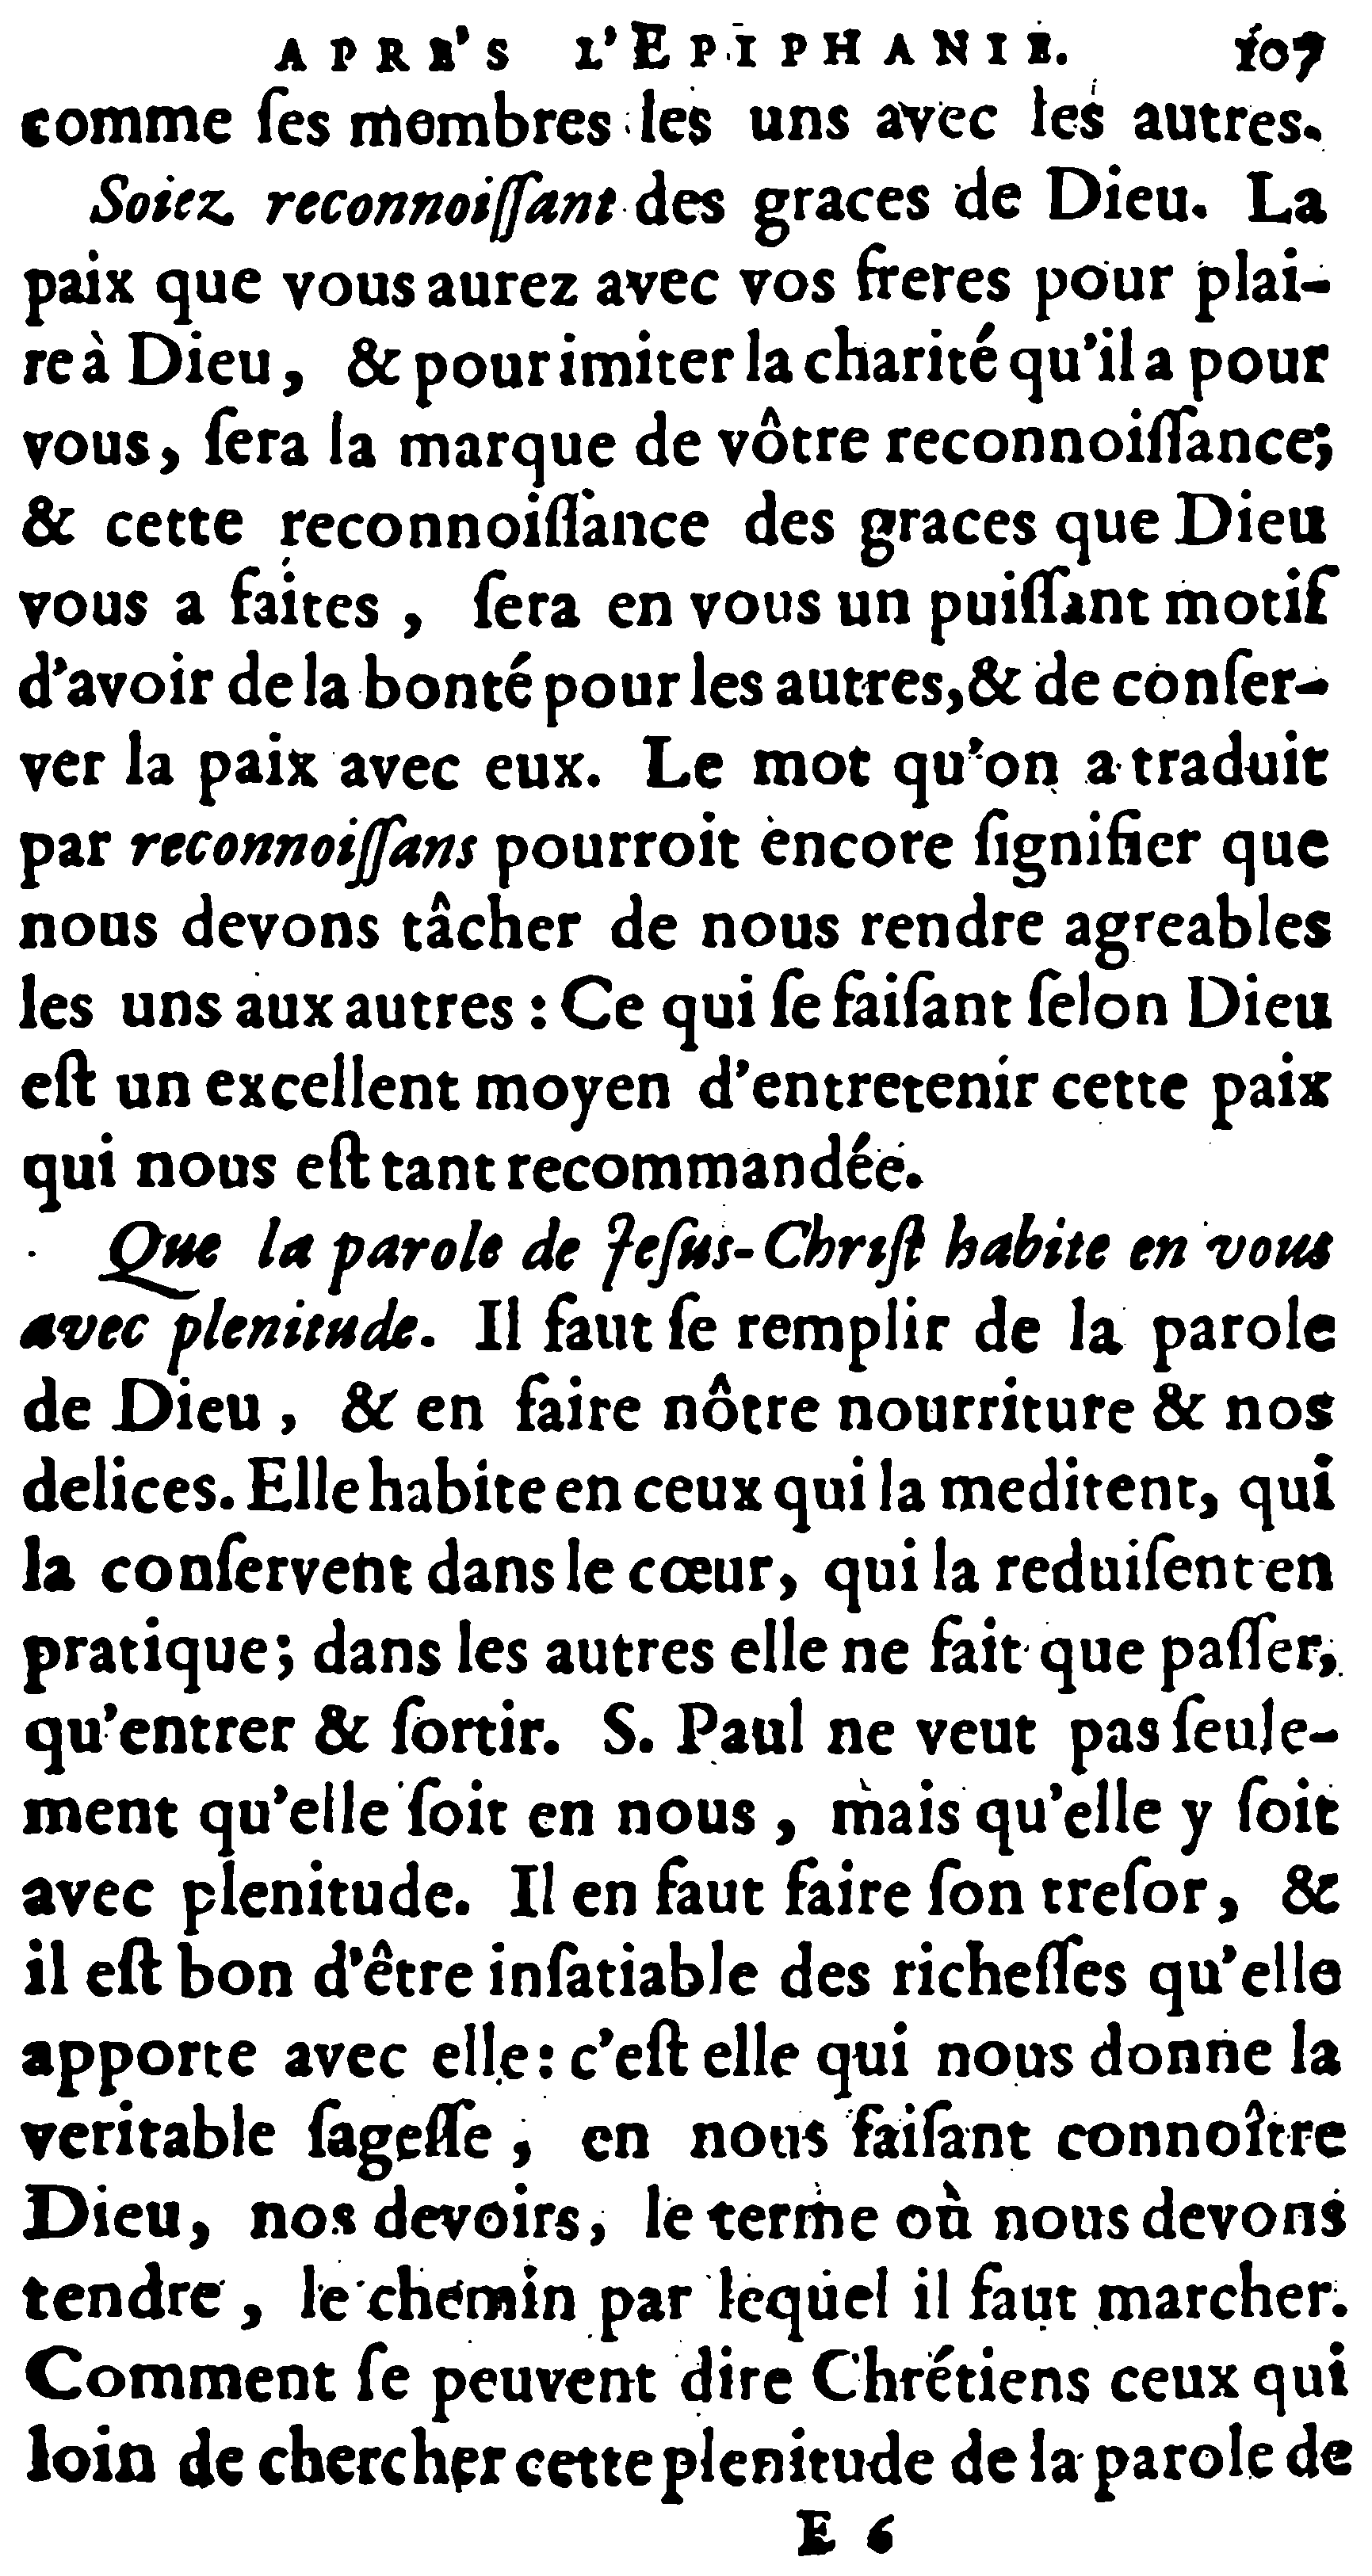 APRE'S L'EPIPHANIE. 107
comme ſes membres les uns avec les autres.
Soiez reconnoiſſant des graces de Dieu. La
paix que vous aurez avec vos freres pour plai-
re à Dieu, & pour imiter la charité qu'il a pour
vous, ſera la marque de vôtre reconnoiſſance;
& cette reconnoiſſance des graces que Dieu
vous a faites, ſera en vous un puiſſant motif
d'avoir de la bonté pour les autres, & de conſer-
ver la paix avec eux. Le mot qu'on a traduit
par reconnoiſſans pourroit encore ſignifier que
nous devons tâcher de nous rendre agreables
les uns aux autres : Ce qui ſe faiſant ſelon Dieu
eſt un excellent moyen d'entretenir cette paix
qui nous eſt tant recommandée.
Que la parole de Jeſus-Chriſt habite en vous
avec plenitude. Il faut ſe remplir de la parole
de Dieu, & en faire nôtre nourriture & nos
delices. Elle habite en ceux qui la meditent, qui
la conſervent dans le cœur, qui la reduiſent en
pratique; dans les autres elle ne fait que paſſer,
qu'entrer & ſortir. S. Paul ne veut pas ſeule-
ment qu'elle ſoit en nous, mais qu'elle y ſoit
avec plenitude. Il en faut faire ſon treſor, &
il eſt bon d'être inſatiable des richeſſes qu'elle
apporte avec elle: c'eſt elle qui nous donne la
veritable ſageſſe, en nous faiſant connoître
Dieu, nos devoirs, le terme où nous devons
tendre, le chemin par lequel il faut marcher.
Comment ſe peuvent dire Chrétiens ceux qui
loin de chercher cette plenitude de la parole de
E 6